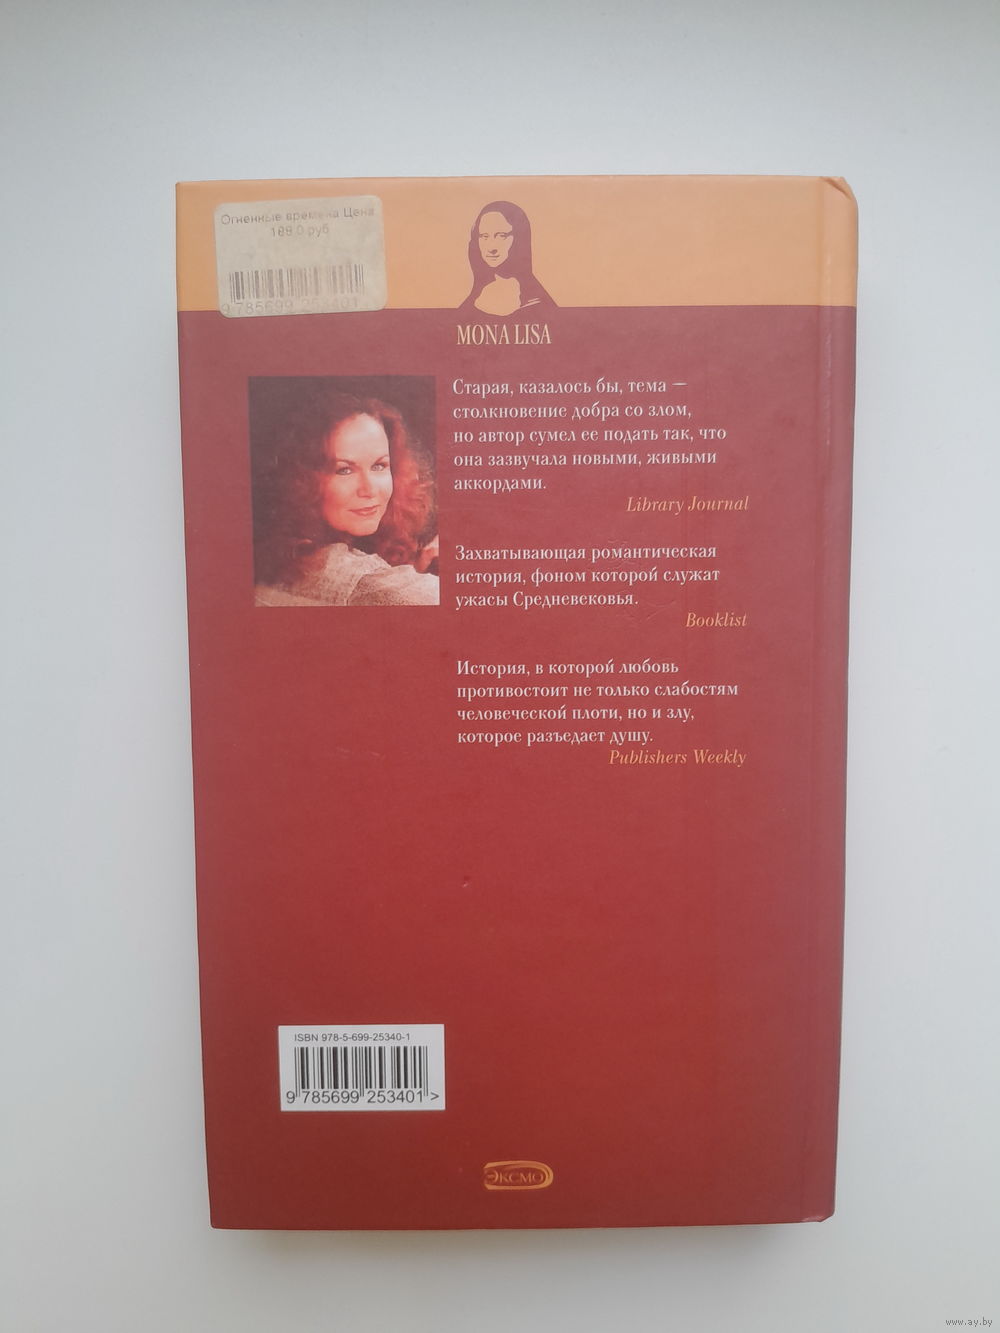 Огненные времена Цена
189.0 руб
9 785699 253401
MONA LISA
Старая, казалось бы, тема —
столкновение добра со злом,
но автор сумел ее подать так, что
она зазвучала новыми, живыми
аккордами.
Library Journal
Захватывающая романтическая
история, фоном которой служат
ужасы Средневековья.
Booklist
История, в которой любовь
противостоит не только слабостям
человеческой плоти, но и злу,
которое разъедает душу.
Publishers Weekly
ISBN 978-5-699-25340-1
9 785699 253401 >
ЭКСМО
www.ay.by